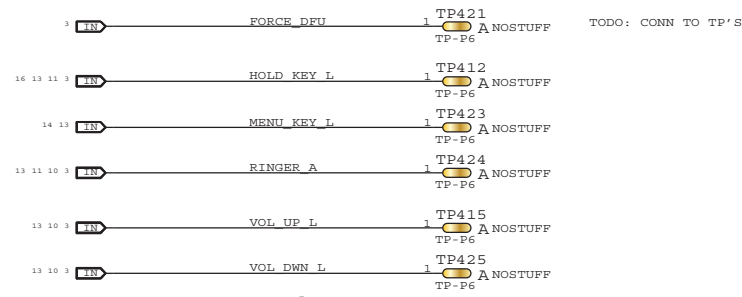 TP421
3 IN FORCE_DFU 1 A NOSTUFF TODO: CONN TO TP'S
TP-P6
TP412
16 13 11 3 IN HOLD_KEY_L 1 A NOSTUFF
TP-P6
TP423
14 13 IN MENU_KEY_L 1 A NOSTUFF
TP-P6
TP424
13 11 10 3 IN RINGER_A 1 A NOSTUFF
TP-P6
TP415
13 10 3 IN VOL_UP_L 1 A NOSTUFF
TP-P6
TP425
13 10 3 IN VOL_DWN_L 1 A NOSTUFF
TP-P6